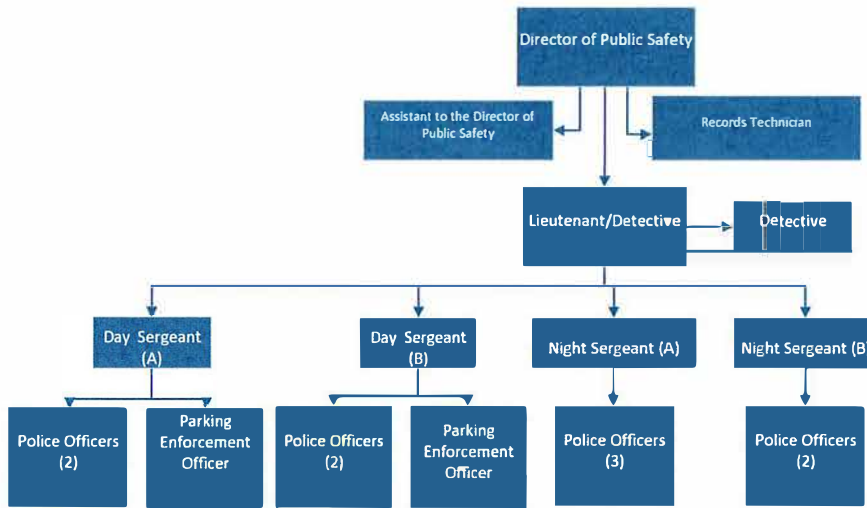 Director of Public Safety
Assistant to the Director of
Public Safety
Records Technician
Lieutenant/Detective
Detective
Day Sergeant
(A)
Day Sergeant
(B)
Night Sergeant (A)
Night Sergeant (B)
Police Officers
(2)
Parking
Enforcement
Officer
Police Officers
(2)
Parking
Enforcement
Officer
Police Officers
(3)
Police Officers
(2)